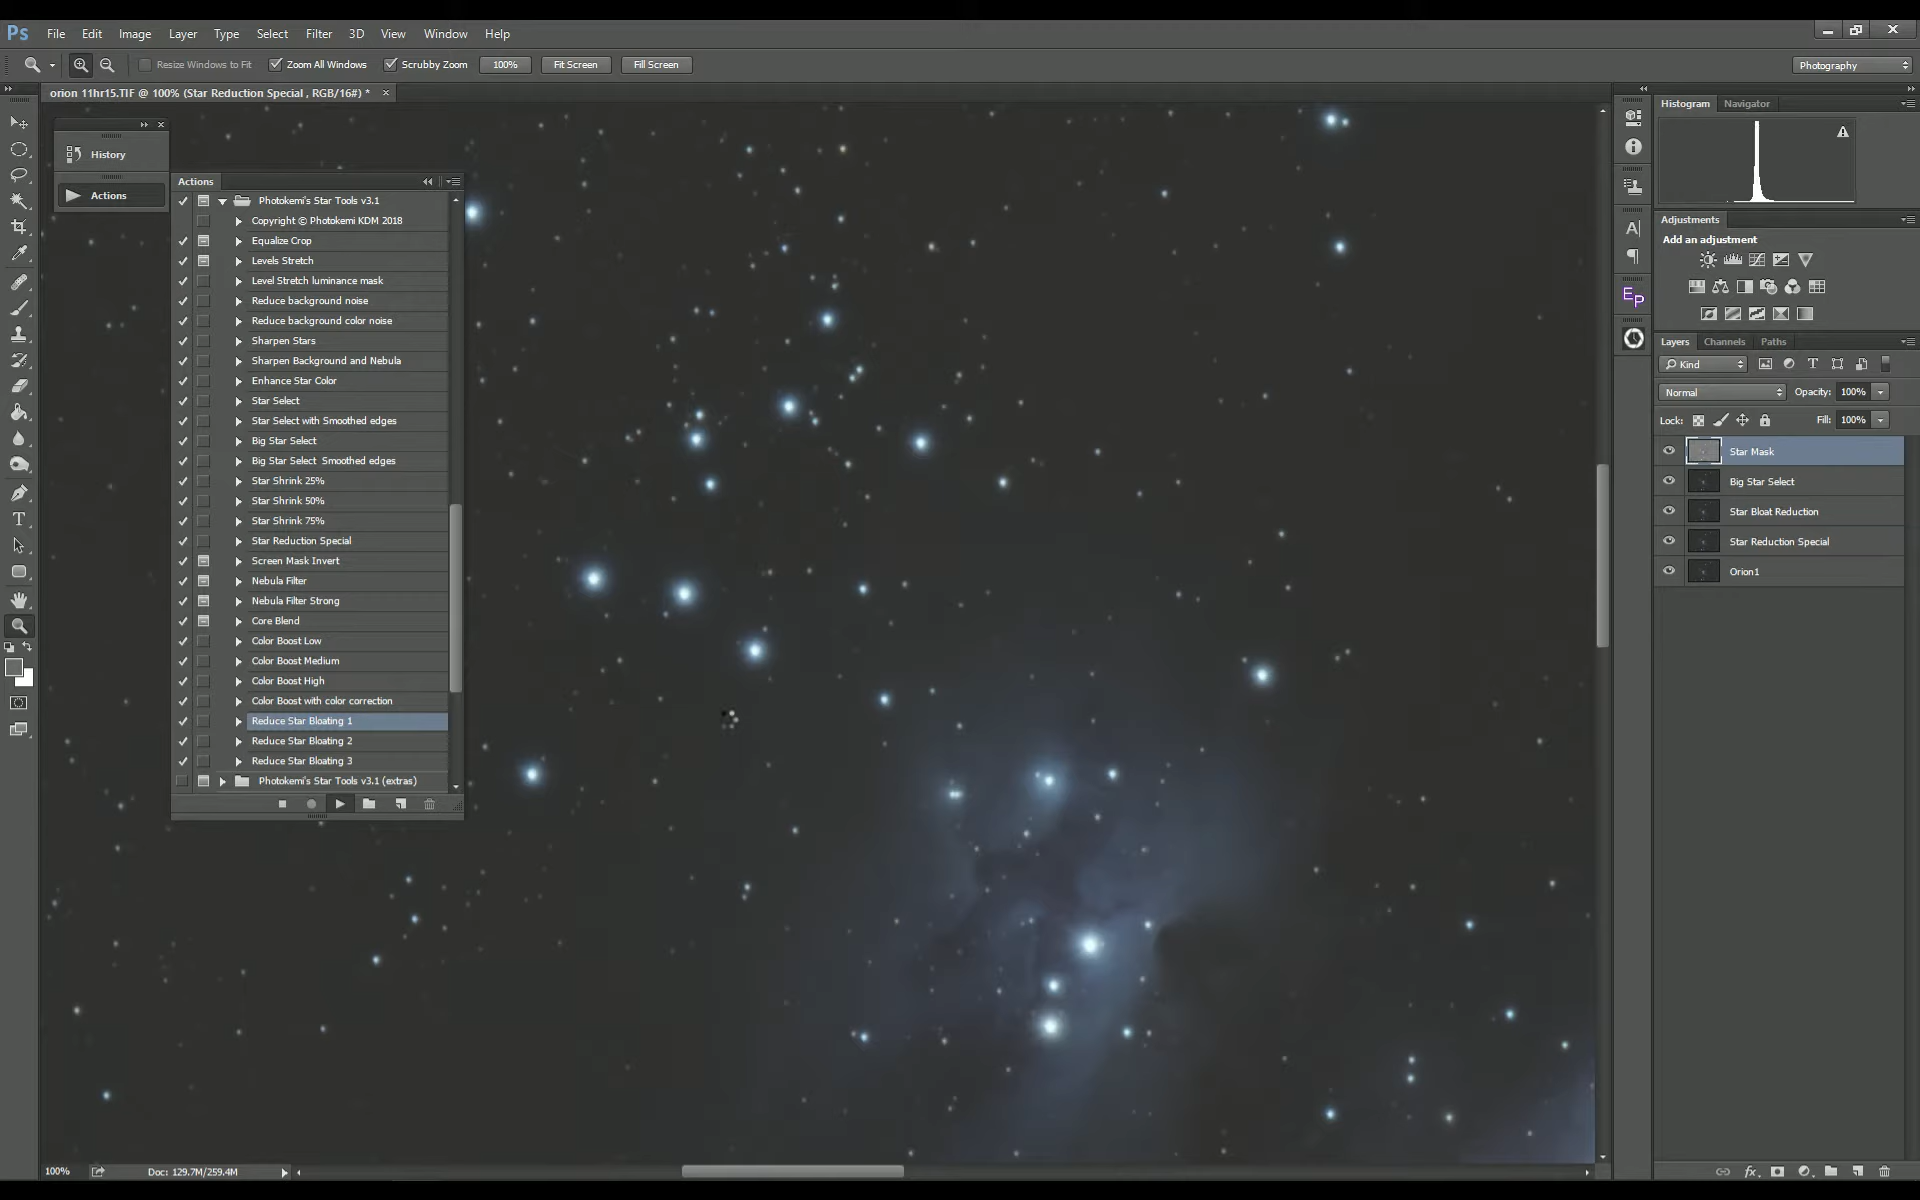 Ps File Edit Image Layer Type Select Filter 3D View Window Help
Resize Windows to Fit Zoom All Windows Scrubby Zoom 100% Fit Screen Fill Screen Photography
orion 11hr15.TIF @ 100% (Star Reduction Special , RGB/16#) *
History
Actions
Actions
Photokemi's Star Tools v3.1
Copyright © Photokemi KDM 2018
Equalize Crop
Levels Stretch
Level Stretch luminance mask
Reduce background noise
Reduce background color noise
Sharpen Stars
Sharpen Background and Nebula
Enhance Star Color
Star Select
Star Select with Smoothed edges
Big Star Select
Big Star Select  Smoothed edges
Star Shrink 25%
Star Shrink 50%
Star Shrink 75%
Star Reduction Special
Screen Mask Invert
Nebula Filter
Nebula Filter Strong
Core Blend
Color Boost Low
Color Boost Medium
Color Boost High
Color Boost with color correction
Reduce Star Bloating 1
Reduce Star Bloating 2
Reduce Star Bloating 3
Photokemi's Star Tools v3.1 (extras)
Histogram Navigator
Adjustments
Add an adjustment
Layers Channels Paths
Kind
Normal Opacity: 100%
Lock: Fill: 100%
Star Mask
Big Star Select
Star Bloat Reduction
Star Reduction Special
Orion1
100% Doc: 129.7M/259.4M